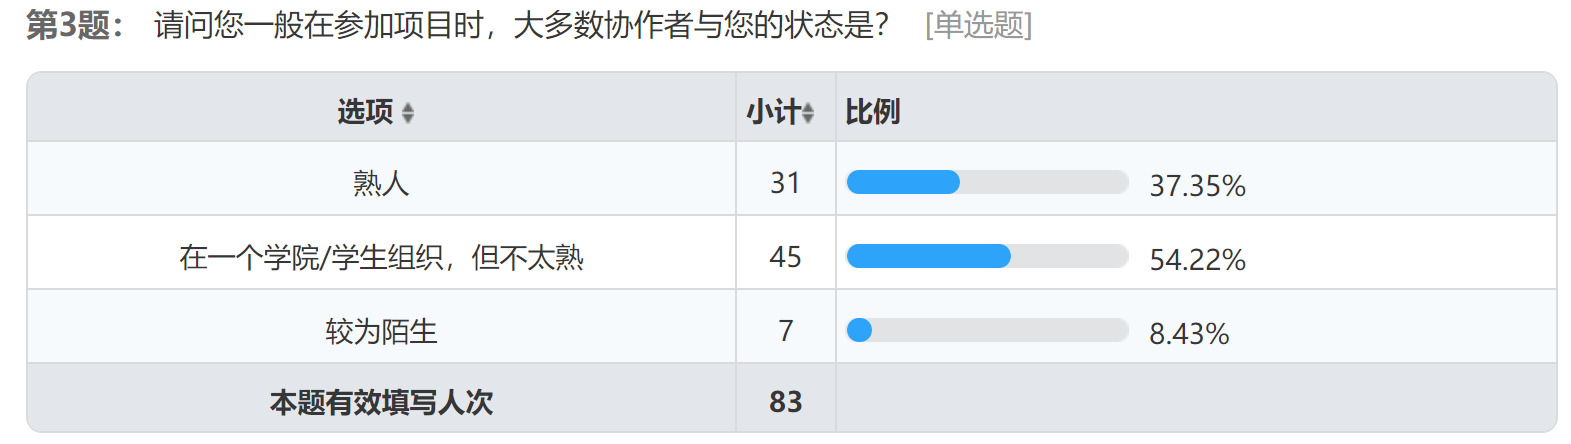 第3题： 请问您一般在参加项目时，大多数协作者与您的状态是？ [单选题]
选项 小计 比例
熟人 31 37.35%
在一个学院/学生组织，但不太熟 45 54.22%
较为陌生 7 8.43%
本题有效填写人次 83